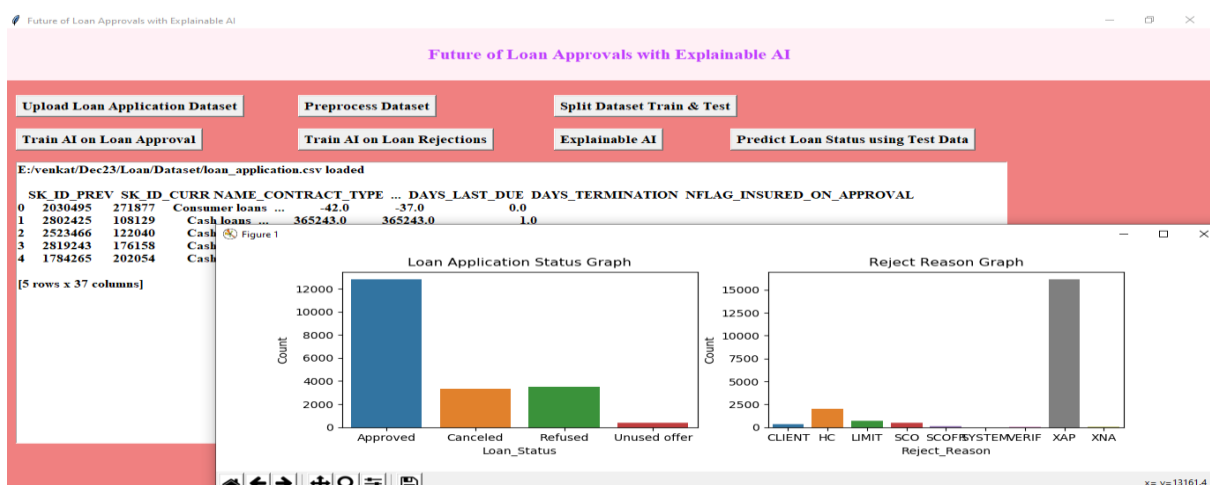 Future of Loan Approvals with Explainable AI
Future of Loan Approvals with Explainable AI
Upload Loan Application Dataset Preprocess Dataset Split Dataset Train & Test
Train AI on Loan Approval Train AI on Loan Rejections Explainable AI Predict Loan Status using Test Data
E:/venkat/Dec23/Loan/Dataset/loan_application.csv loaded
SK_ID_PREV SK_ID_CURR NAME_CONTRACT_TYPE ... DAYS_LAST_DUE DAYS_TERMINATION NFLAG_INSURED_ON_APPROVAL
0 2030495 271877 Consumer loans ... -42.0 -37.0 0.0
1 2802425 108129 Cash loans ... 365243.0 365243.0 1.0
2 2523466 122040 Cash
3 2819243 176158 Cash
4 1784265 202054 Cash
[5 rows x 37 columns]
Figure 1
Loan Application Status Graph
12000
10000
8000
6000
4000
2000
0
Count
Approved Canceled Refused Unused offer
Loan_Status
Reject Reason Graph
15000
12500
10000
7500
5000
2500
0
Count
CLIENT HC LIMIT SCO SCOFR SYSTEM VERIF XAP XNA
Reject_Reason
x= y=13161.4